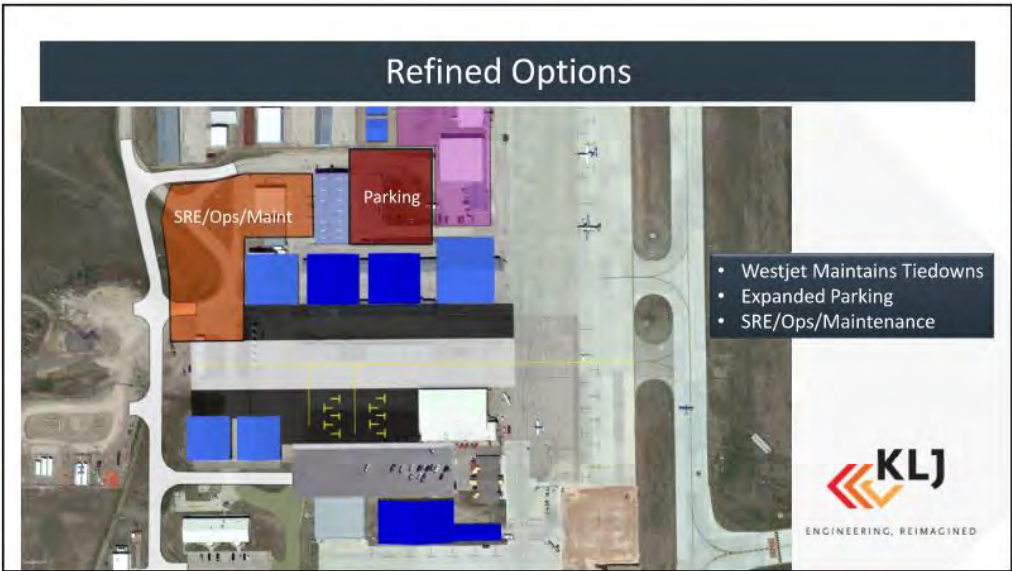 Refined Options
SRE/Ops/Maint
Parking
• Westjet Maintains Tiedowns
• Expanded Parking
• SRE/Ops/Maintenance
KLJ
ENGINEERING, REIMAGINED